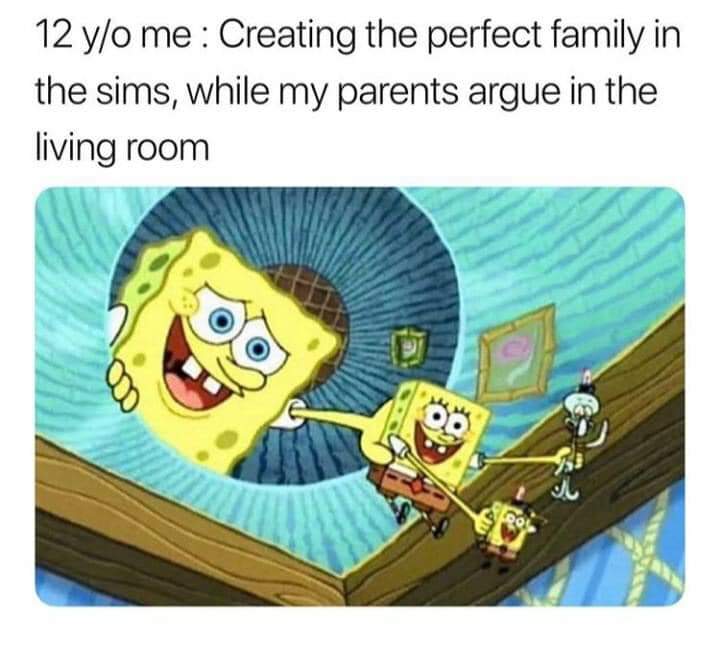 12 y/o me : Creating the perfect family in
the sims, while my parents argue in the
living room